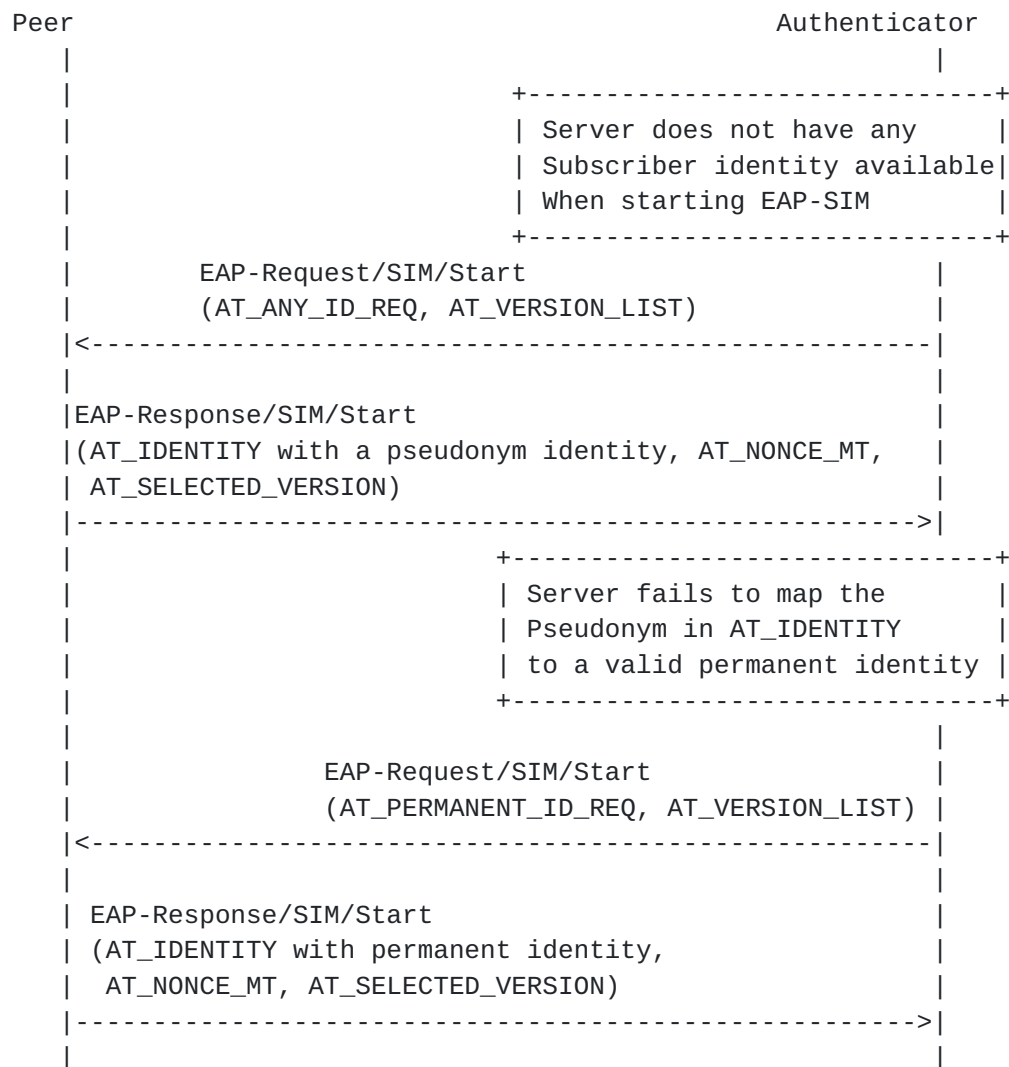 Peer                                             Authenticator
   |                                                       |
   |                            +------------------------------+
   |                            | Server does not have any     |
   |                            | Subscriber identity available|
   |                            | When starting EAP-SIM        |
   |                            +------------------------------+
   |        EAP-Request/SIM/Start                          |
   |        (AT_ANY_ID_REQ, AT_VERSION_LIST)               |
   |<------------------------------------------------------|
   |                                                       |
   |EAP-Response/SIM/Start                                 |
   |(AT_IDENTITY with a pseudonym identity, AT_NONCE_MT,   |
   | AT_SELECTED_VERSION)                                  |
   |------------------------------------------------------>|
   |                           +-------------------------------+
   |                           | Server fails to map the       |
   |                           | Pseudonym in AT_IDENTITY      |
   |                           | to a valid permanent identity |
   |                           +-------------------------------+
   |                                                       |
   |                EAP-Request/SIM/Start                  |
   |                (AT_PERMANENT_ID_REQ, AT_VERSION_LIST) |
   |<------------------------------------------------------|
   |                                                       |
   | EAP-Response/SIM/Start                                |
   | (AT_IDENTITY with permanent identity,                 |
   |  AT_NONCE_MT, AT_SELECTED_VERSION)                    |
   |------------------------------------------------------>|
   |                                                       |